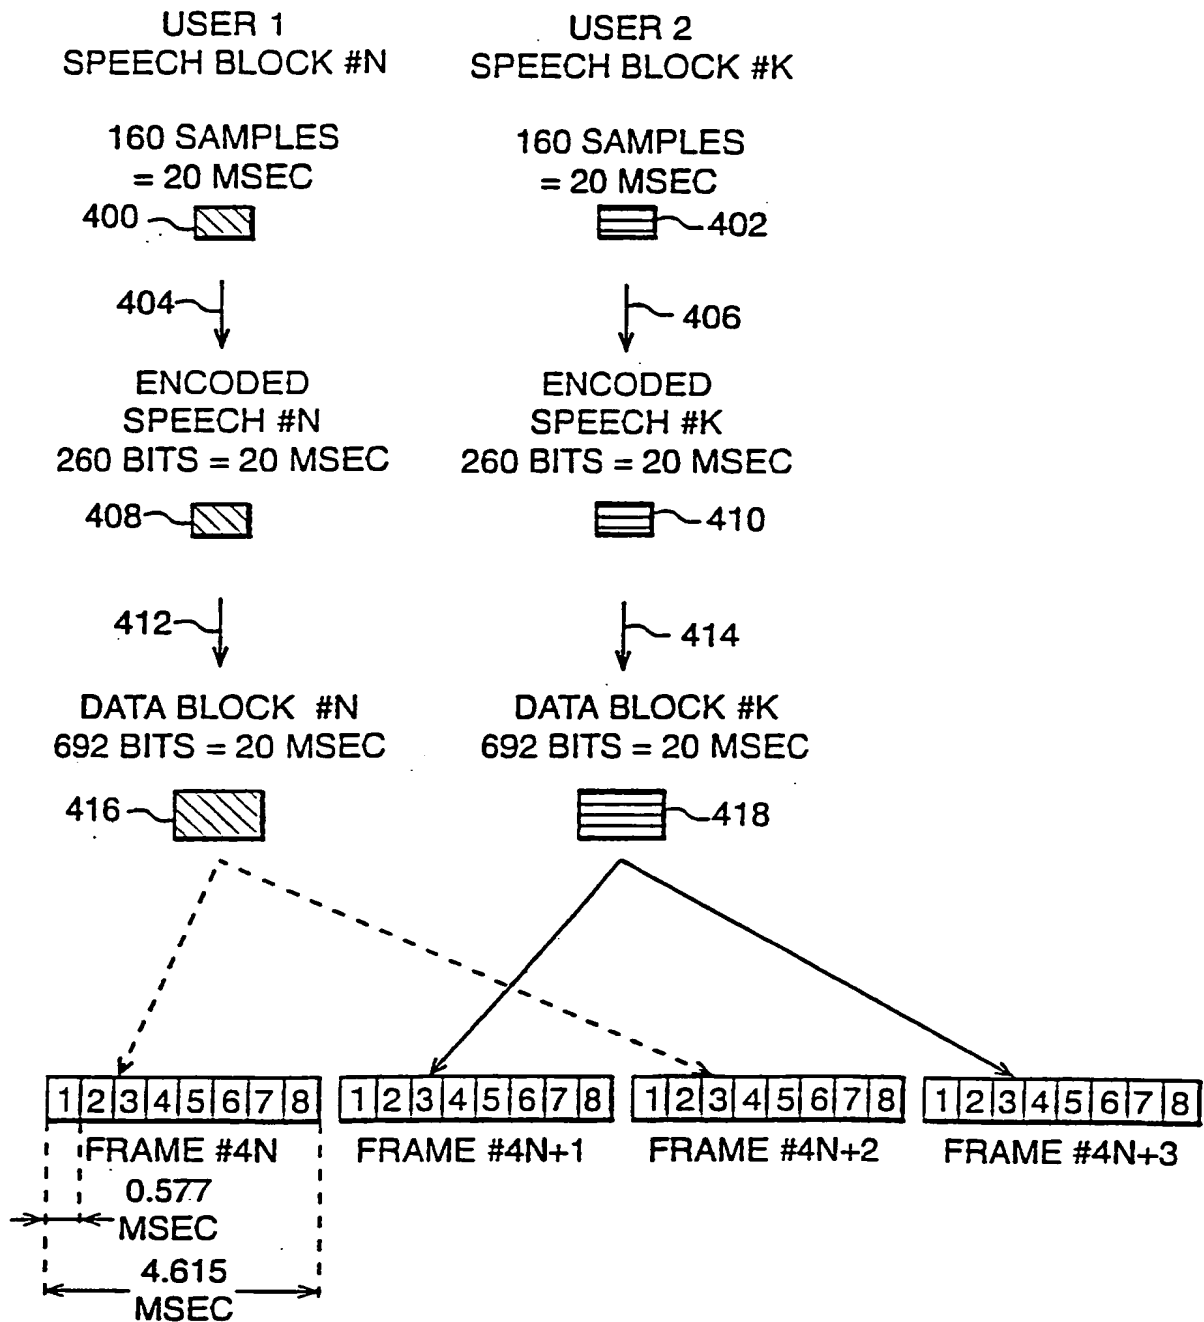 USER 1
SPEECH BLOCK #N
USER 2
SPEECH BLOCK #K
160 SAMPLES
= 20 MSEC
160 SAMPLES
= 20 MSEC
400
402
404
406
ENCODED
SPEECH #N
260 BITS = 20 MSEC
ENCODED
SPEECH #K
260 BITS = 20 MSEC
408
410
412
414
DATA BLOCK #N
692 BITS = 20 MSEC
DATA BLOCK #K
692 BITS = 20 MSEC
416
418
1 2 3 4 5 6 7 8
1 2 3 4 5 6 7 8
1 2 3 4 5 6 7 8
1 2 3 4 5 6 7 8
FRAME #4N
FRAME #4N+1
FRAME #4N+2
FRAME #4N+3
0.577
MSEC
4.615
MSEC